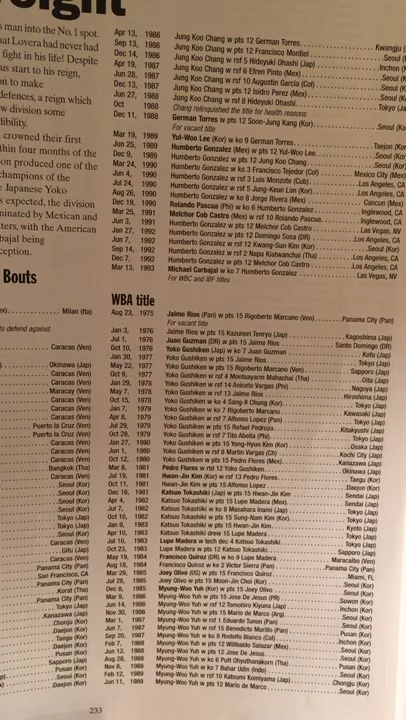 eight
man into the No.1 spot.
that Lovera had never had
fight in his life! Despite
us start to his reign,
on to make
defences, a reign which
w division some
dibility.
crowned their first
within four months of the
on produced one of the
champions of the
e Japanese Yoko
s expected, the division
minated by Mexican and
ters, with the American
bajal being
ception.
Bouts
Milan (Ita)
to defend against
Caracas (Ven)
Okinawa (Jap)
Caracas (Ven)
Caracas (Ven)
Maracay (Ven)
Caracas (Ven)
Caracas (Ven)
Caracas (Ven)
Puerto la Cruz (Ven)
Puerto la Cruz (Ven)
Caracas (Ven)
Caracas (Ven)
Caracas (Ven)
Bangkok (Tha)
Caracas (Ven)
Seoul (Kor)
Seoul (Kor)
Seoul (Kor)
Seoul (Kor)
Tokyo (Jap)
Tokyo (Jap)
Seoul (Kor)
Caracas (Ven)
Gifu (Jap)
Caracas (Ven)
Panama City (Pan)
San Francisco, CA
Panama City (Pan)
Korat (Tha)
Panama City (Pan)
Tokyo (Jap)
Kanazawa (Jap)
Chonju (Kor)
Daejon (Kor)
Taegu (Kor)
Daejon (Kor)
Pusan (Kor)
Sapporo (Jap)
Pusan (Kor)
Seoul (Kor)
Daejon (Kor)
Apr 13, 1986 Jung Koo Chang w pts 12 German Torres Kwangju
Sep 13, 1986 Jung Koo Chang w pts 12 Francisco Montiel Seoul
Dec 14, 1986 Jung Koo Chang w rsf 5 Hideyuki Ohashi (Jap) Inchon
Apr 19, 1987 Jung Koo Chang w rsf 6 Efren Pinto (Mex) Seoul
Jun 28, 1987 Jung Koo Chang w rsf 10 Augustin Garcia (Col) Inchon
Dec 13, 1987 Jung Koo Chang w pts 12 Isidro Perez (Mex) Seoul
Jun 27, 1988 Jung Koo Chang w rsf 8 Hideyuki Ohashi Tokyo
Oct 1988 Chang relinquished the title for health reasons
Dec 11, 1988 German Torres w pts 12 Soon-Jung Kang (Kor) Seoul
For vacant title
Mar 19, 1989 Yul-Woo Lee (Kor) w ko 9 German Torres Taejon (Kor)
Jun 25, 1989 Humberto Gonzalez (Mex) w pts 12 Yul-Woo Lee Seoul (Kor)
Dec 9, 1989 Humberto Gonzalez w pts 12 Jung Koo Chang
Mar 24, 1990 Humberto Gonzalez w ko 3 Francisco Tejedor (Col) Mexico City (Mex)
Jun 4, 1990 Humberto Gonzalez w rsf 3 Luis Monzote (Cub) Los Angeles, CA
Jul 24, 1990 Humberto Gonzalez w rsf 5 Jung-Keun Lim (Kor) Los Angeles, CA
Aug 26, 1990 Humberto Gonzalez w ko 8 Jorge Rivera (Mex) Cancun (Mex)
Dec 19, 1990 Rolando Pascua (Phi) w ko 6 Humberto Gonzalez Inglewood, CA
Mar 25, 1991 Melchor Cob Castro (Mex) w rsf 10 Rolando Pascua Inglewood, CA
Jun 3, 1991 Humberto Gonzalez w pts 12 Melchor Cob Castro Las Vegas, NV
Jan 27, 1992 Humberto Gonzalez w pts 12 Domingo Sosa (DR) Los Angeles, CA
Jun 7, 1992 Humberto Gonzalez w rsf 12 Kwang-Sun Kim (Kor) Seoul (Kor)
Sep 14, 1992 Humberto Gonzalez w rsf 2 Napa Kiatwanchai (Tha) Los Angeles, CA
Dec 7, 1992 Humberto Gonzalez w pts 12 Melchor Cob Castro Los Angeles, CA
Mar 13, 1993 Michael Carbajal w ko 7 Humberto Gonzalez Las Vegas, NV
For WBC and IBF titles
WBA title
Aug 23, 1975 Jaime Rios (Pan) w pts 15 Rigoberto Marcano (Ven) Panama City (Pan)
For vacant title
Jan 3, 1976 Jaime Rios w pts 15 Kazunori Tenryu (Jap) Kagoshima (Jap)
Jul 1, 1976 Juan Guzman (DR) w pts 15 Jaime Rios Santo Domingo (DR)
Oct 10, 1976 Yoko Gushiken (Jap) w ko 7 Juan Guzman Kofu (Jap)
Jan 30, 1977 Yoko Gushiken w pts 15 Jaime Rios Tokyo (Jap)
May 22, 1977 Yoko Gushiken w pts 15 Rigoberto Marcano (Ven) Sapporo (Jap)
Oct 9, 1977 Yoko Gushiken w rsf 4 Montsayarm Mahachai (Tha) Oita (Jap)
Jan 29, 1978 Yoko Gushiken w rsf 14 Aniceto Vargas (Phi) Nagoya (Jap)
May 7, 1978 Yoko Gushiken w rsf 13 Jaime Rios Hiroshima (Jap)
Oct 15, 1978 Yoko Gushiken w ko 4 Sang-Il Chung (Kor) Tokyo (Jap)
Jan 7, 1979 Yoko Gushiken w ko 7 Rigoberto Marcano Kawasaki (Jap)
Apr 8, 1979 Yoko Gushiken w rsf 7 Alfonso Lopez (Pan) Tokyo (Jap)
Jul 29, 1979 Yoko Gushiken w pts 15 Rafael Pedroza Kitakyushi (Jap)
Oct 28, 1979 Yoko Gushiken w rsf 7 Tito Abella (Phi) Tokyo (Jap)
Jan 27, 1980 Yoko Gushiken w pts 15 Yong-Hyun Kim (Kor) Osaka (Jap)
Jun 1, 1980 Yoko Gushiken w rsf 8 Martin Vargas (Ch) Kochi City (Jap)
Oct 12, 1980 Yoko Gushiken w pts 15 Pedro Flores (Mex) Kanazawa (Jap)
Mar 8, 1981 Pedro Flores w rtd 12 Yoko Gushiken Okinawa (Jap)
Jul 19, 1981 Hwan-Jin Kim (Kor) w rsf 13 Pedro Flores Taegu (Kor)
Oct 11, 1981 Hwan-Jin Kim w pts 15 Alfonso Lopez Daejon (Kor)
Dec 16, 1981 Katsuo Tokashiki (Jap) w pts 15 Hwan-Jin Kim Sendai (Jap)
Apr 4, 1982 Katsuo Tokashiki w pts 15 Lupe Madera (Mex) Sendai (Jap)
Jul 7, 1982 Katsuo Tokashiki w ko 8 Masahara Inami (Jap) Tokyo (Jap)
Oct 10, 1982 Katsuo Tokashiki w pts 15 Sung-Nam Kim (Kor) Tokyo (Jap)
Jan 9, 1983 Katsuo Tokashiki w pts 15 Hwan-Jin Kim Kyoto (Jap)
Apr 10, 1983 Katsuo Tokashiki drew 15 Lupe Madera Tokyo (Jap)
Jul 10, 1983 Lupe Madera w tech dec 4 Katsuo Tokashiki Tokyo (Jap)
Oct 23, 1983 Lupe Madera w pts 12 Katsuo Tokashiki Sapporo (Jap)
May 19, 1984 Francisco Quiroz (DR) w ko 9 Lupe Madera Maracaibo (Ven)
Aug 18, 1984 Francisco Quiroz w ko 2 Victor Sierra (Pan) Panama City (Pan)
Mar 29, 1985 Joey Olivo (US) w pts 15 Francisco Quiroz Miami, FL
Jul 28, 1985 Joey Olivo w pts 15 Moon-Jin Choi (Kor) Seoul (Kor)
Dec 8, 1985 Myung-Woo Yuh (Kor) w pts 15 Joey Olivo Seoul (Kor)
Mar 9, 1986 Myung-Woo Yuh w pts 15 Jose De Jesus (PR) Suwon (Kor)
Jun 14, 1986 Myung-Woo Yuh w rsf 12 Tomohiro Kiyuna (Jap) Inchon (Kor)
Nov 30, 1986 Myung-Woo Yuh w pts 15 Mario de Marco (Arg) Seoul (Kor)
Mar 1, 1987 Myung-Woo Yuh w rsf 1 Eduardo Tunon (Pan) Seoul (Kor)
Jun 7, 1987 Myung-Woo Yuh w rsf 15 Benedicto Murillo (Pan) Pusan (Kor)
Sep 20, 1987 Myung-Woo Yuh w ko 8 Rodolfo Blanco (Col) Inchon (Kor)
Feb 7, 1988 Myung-Woo Yuh w pts 12 Wilibaldo Salazar (Mex) Seoul (Kor)
Jun 12, 1988 Myung-Woo Yuh w pts 12 Jose De Jesus Seoul (Kor)
Aug 28, 1988 Myung-Woo Yuh w ko 6 Putt Ohyuthanakorn (Tha) Pusan (Kor)
Nov 6, 1988 Myung-Woo Yuh w ko 7 Bahar Udin (Indo) Seoul (Kor)
Feb 12, 1989 Myung-Woo Yuh w rsf 10 Katsumi Komiyama (Jap) Chongju (Kor)
Jun 11, 1989 Myung-Woo Yuh w pts 12 Mario de Marco Seoul (Kor)
233